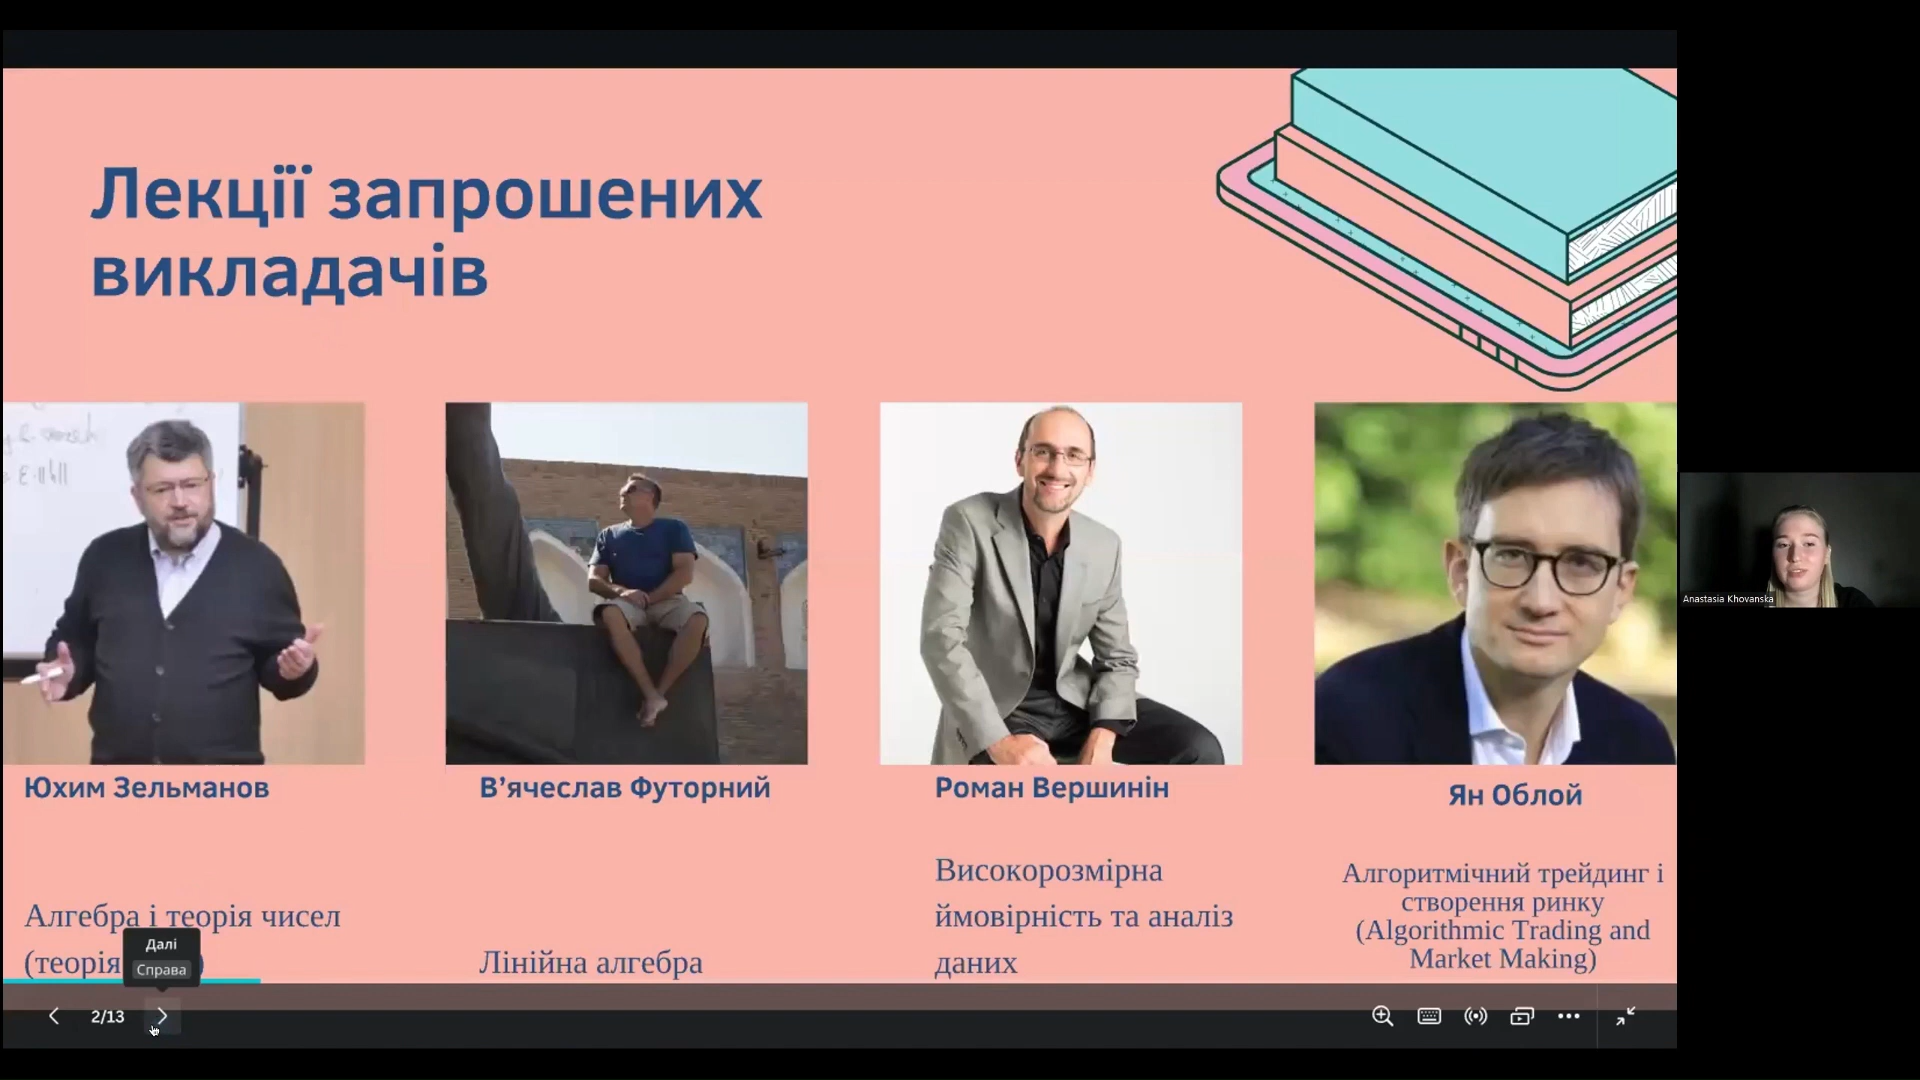 Лекції запрошених
викладачів
Юхим Зельманов
Алгебра і теорія чисел
(теорія
В’ячеслав Футорний
Лінійна алгебра
Роман Вершинін
Високорозмірна
ймовірність та аналіз
даних
Ян Облой
Алгоритмічний трейдинг і
створення ринку
(Algorithmic Trading and
Market Making)
Далі
Справа
2/13
Anastasia Khovanska